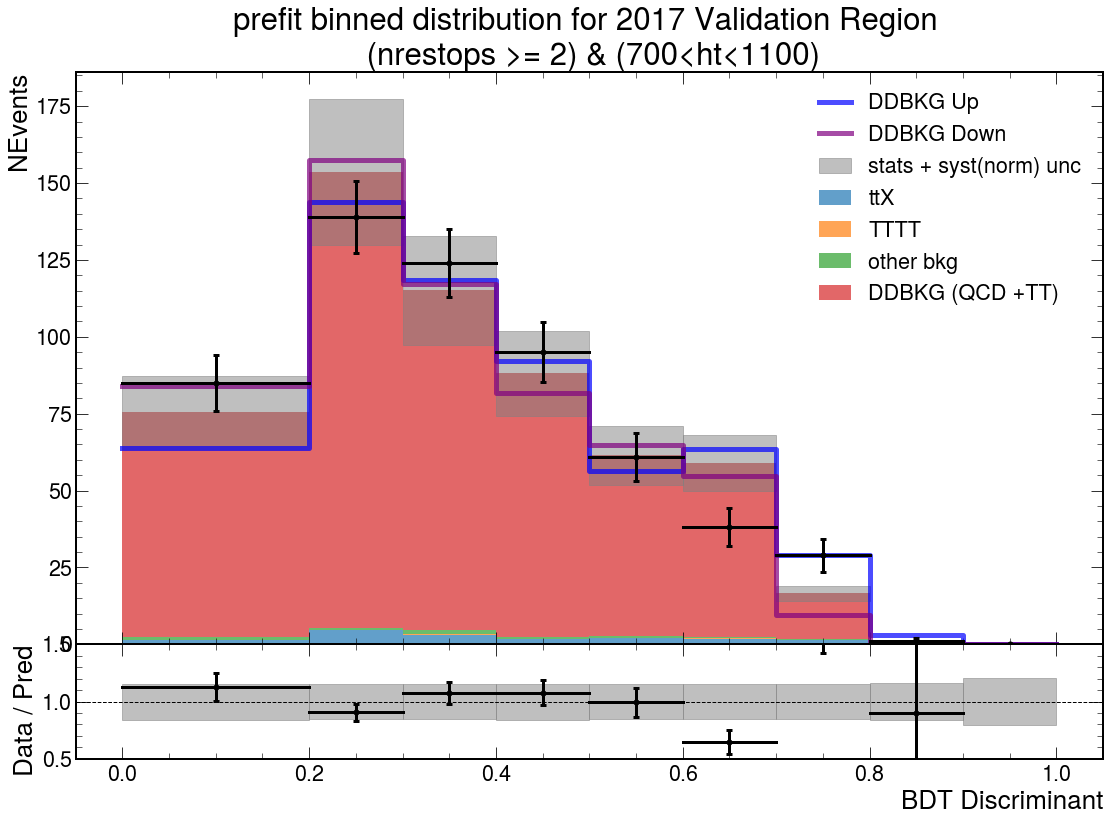 prefit binned distribution for 2017 Validation Region
(nrestops >= 2) & (700<ht<1100)
NEvents
175
150
125
100
75
50
25
0
DDBKG Up
DDBKG Down
stats + syst(norm) unc
ttX
TTTT
other bkg
DDBKG (QCD +TT)
Data / Pred
1.5
1.0
0.5
0.0
0.2
0.4
0.6
0.8
1.0
BDT Discriminant